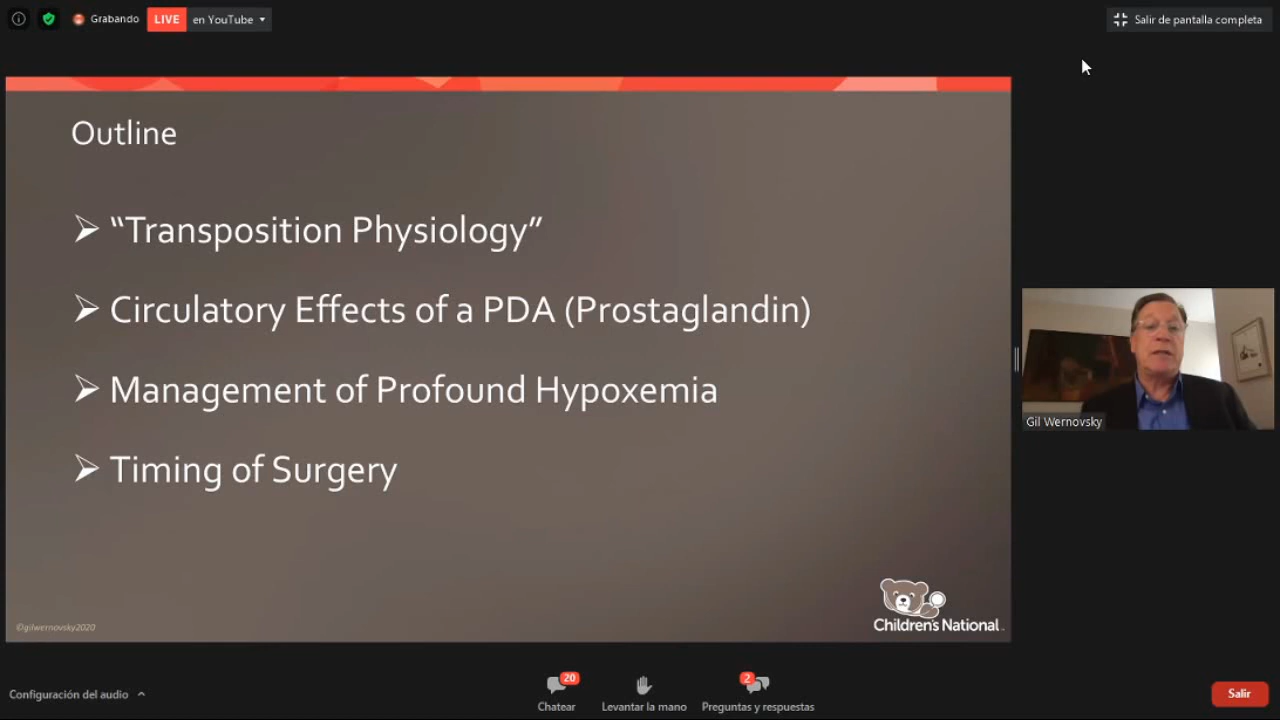 Grabando
LIVE en YouTube
Salir de pantalla completa
Outline
“Transposition Physiology”
Circulatory Effects of a PDA (Prostaglandin)
Management of Profound Hypoxemia
Timing of Surgery
Gil Wernovsky
©gilwernovsky2020
Children's National
Configuración del audio
20
Chatear
Levantar la mano
2
Preguntas y respuestas
Salir